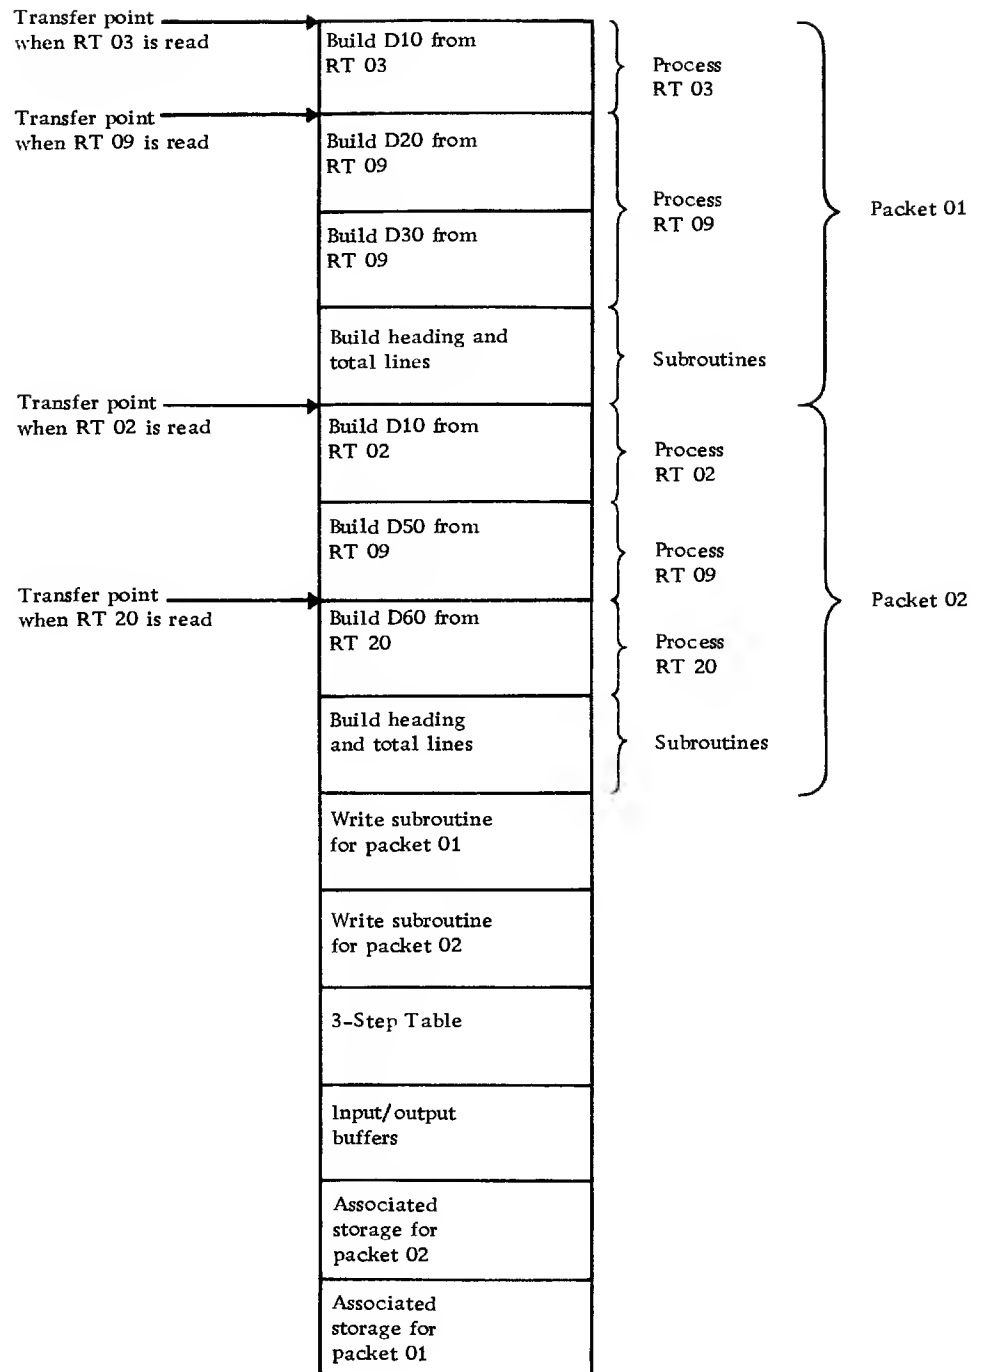 Transfer point
when RT 03 is read
Build D10 from
RT 03
Process
RT 03
Transfer point
when RT 09 is read
Build D20 from
RT 09
Process
RT 09
Packet 01
Build D30 from
RT 09
Build heading and
total lines
Subroutines
Transfer point
when RT 02 is read
Build D10 from
RT 02
Process
RT 02
Build D50 from
RT 09
Process
RT 09
Packet 02
Transfer point
when RT 20 is read
Build D60 from
RT 20
Process
RT 20
Build heading
and total lines
Subroutines
Write subroutine
for packet 01
Write subroutine
for packet 02
3-Step Table
Input/output
buffers
Associated
storage for
packet 02
Associated
storage for
packet 01